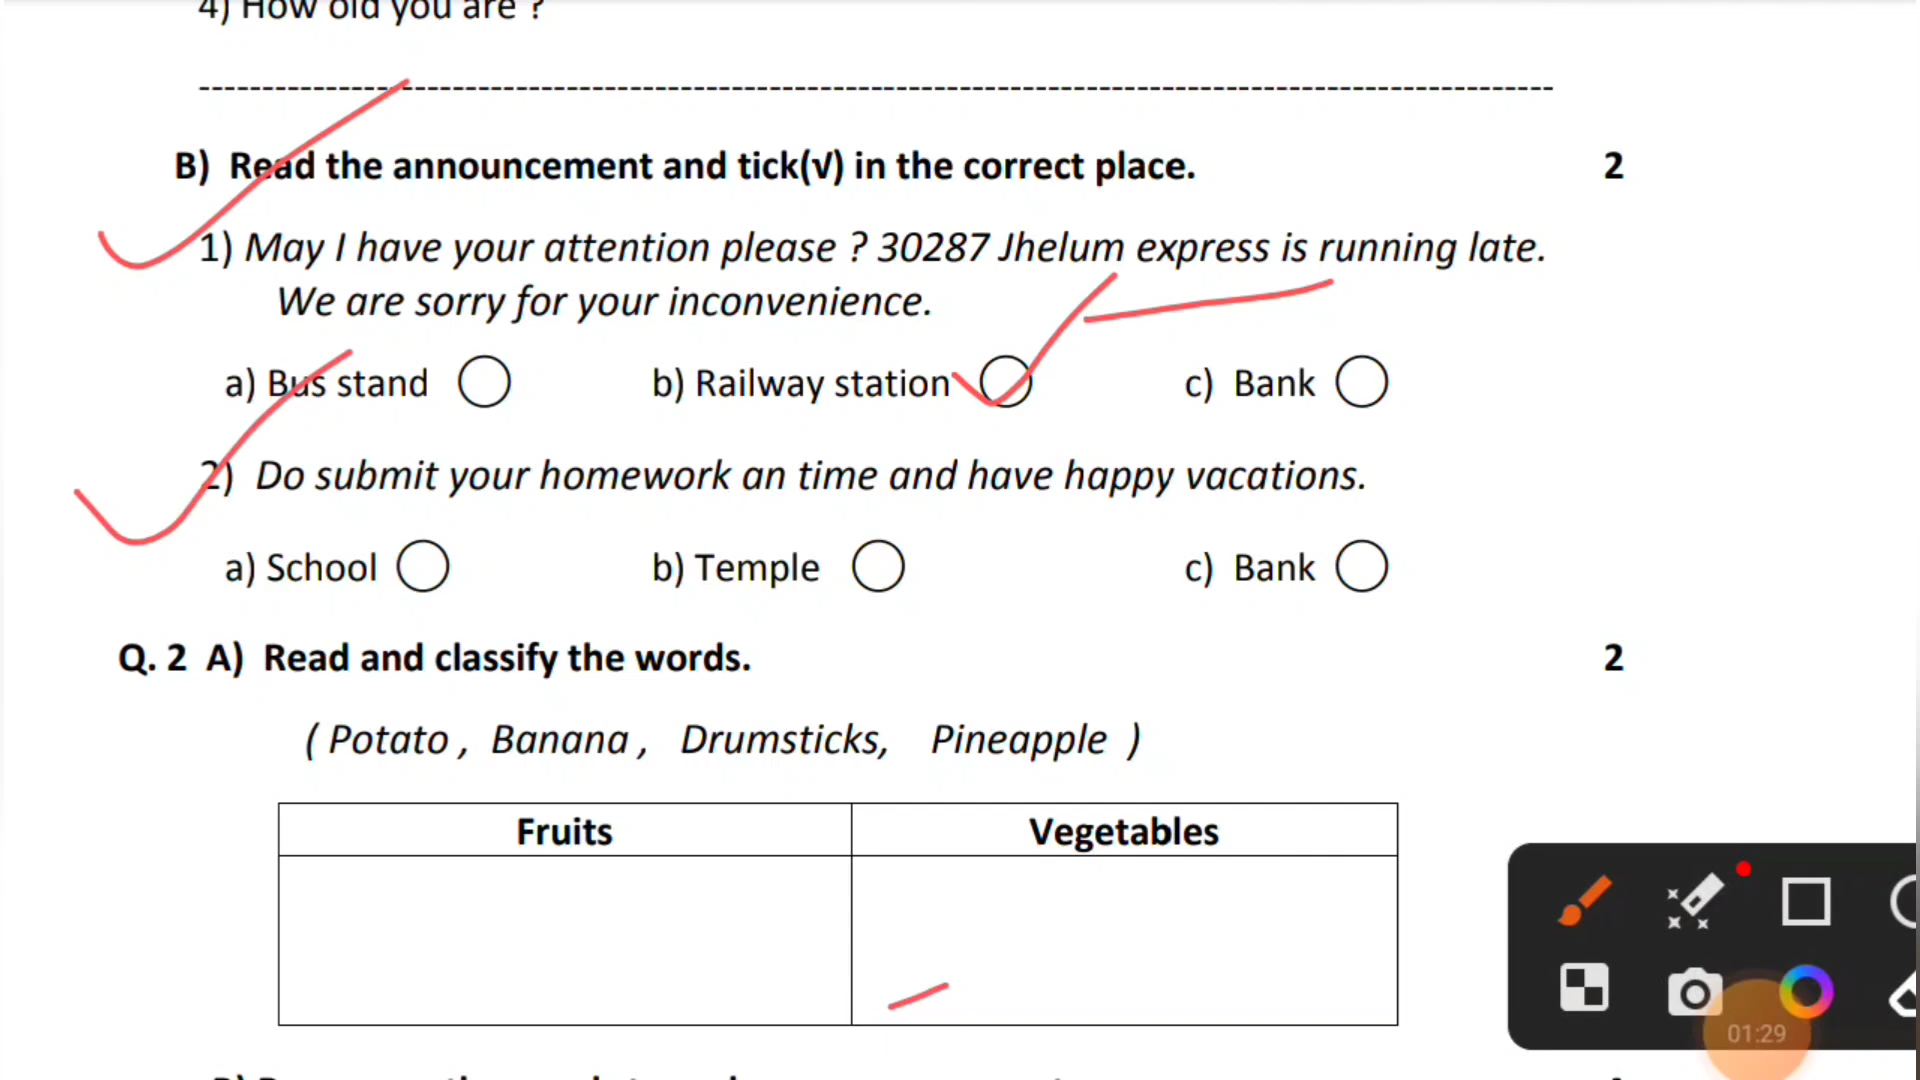 4) How old you are ?
B) Read the announcement and tick(√) in the correct place. 2
1) May I have your attention please ? 30287 Jhelum express is running late.
We are sorry for your inconvenience.
a) Bus stand b) Railway station c) Bank
2) Do submit your homework an time and have happy vacations.
a) School b) Temple c) Bank
Q. 2 A) Read and classify the words. 2
( Potato , Banana , Drumsticks, Pineapple )
Fruits Vegetables
01:29